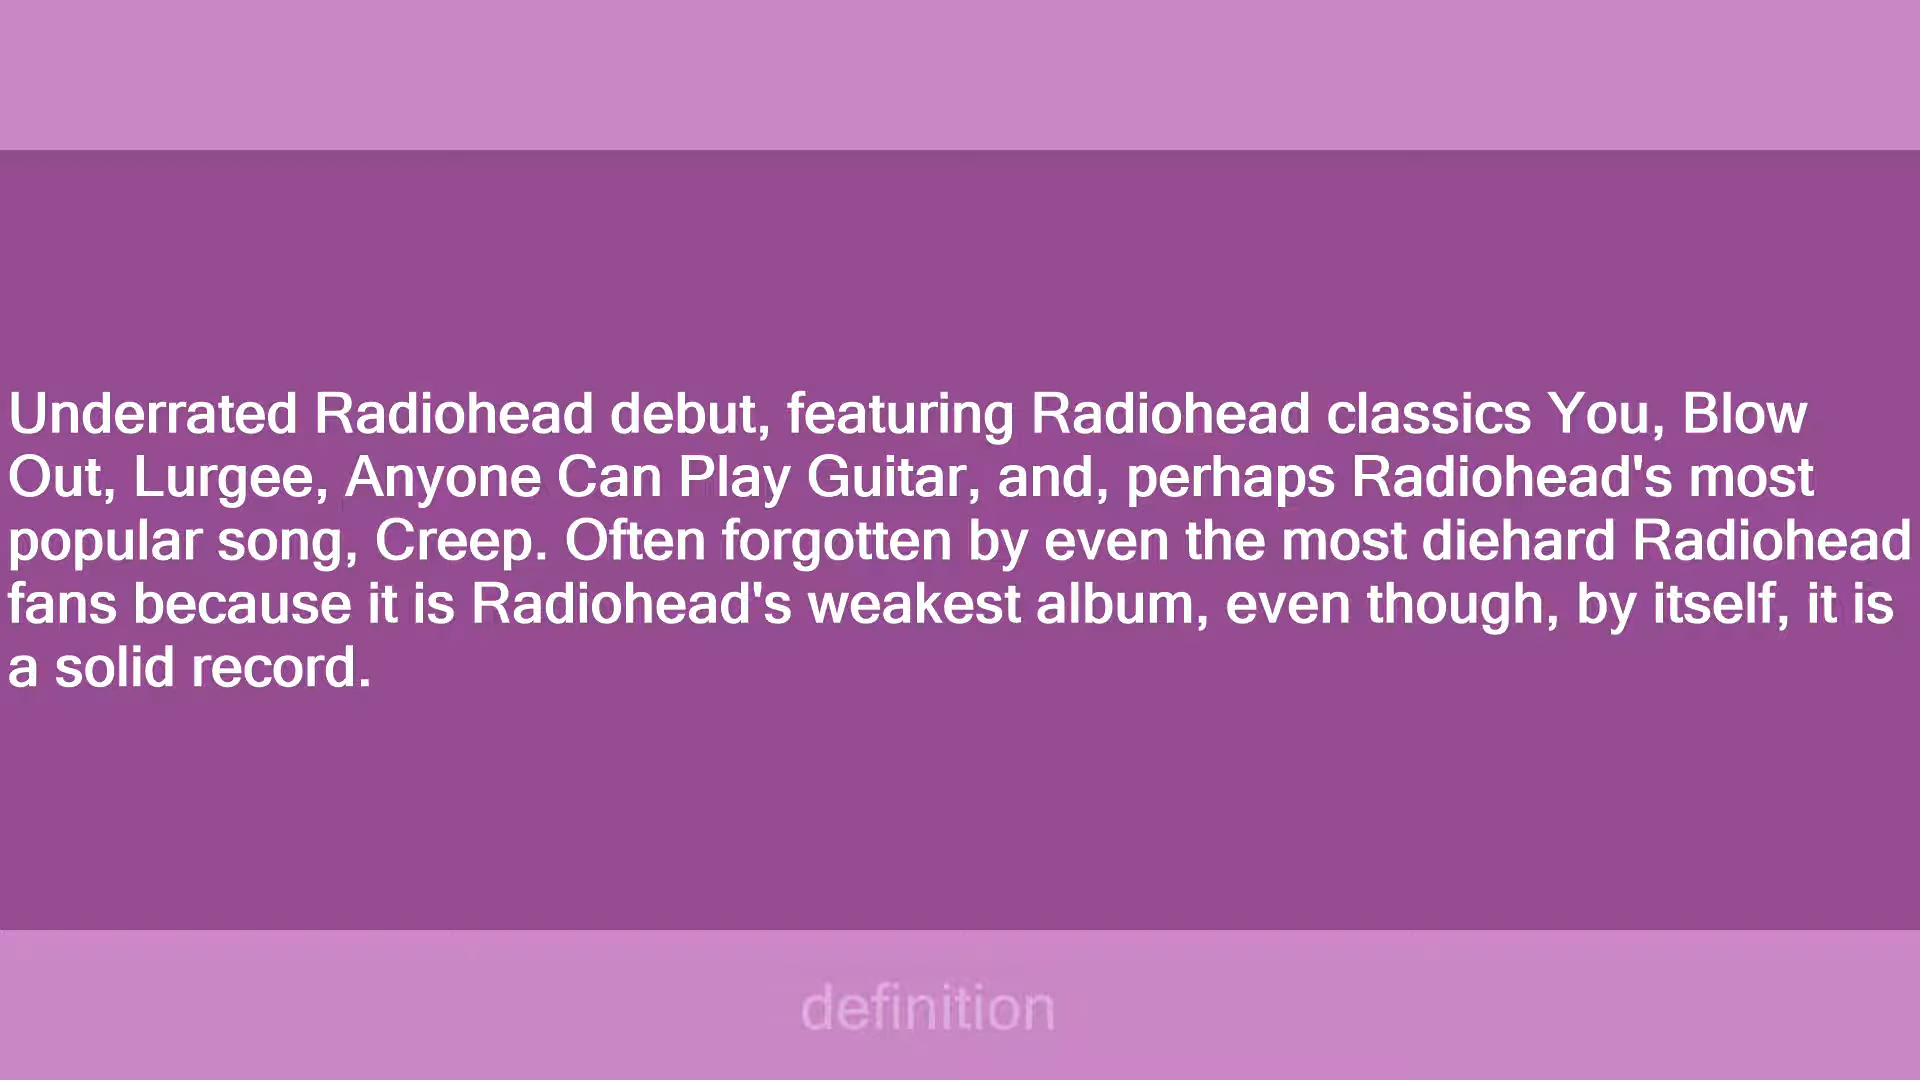 Underrated Radiohead debut, featuring Radiohead classics You, Blow
Out, Lurgee, Anyone Can Play Guitar, and, perhaps Radiohead's most
popular song, Creep. Often forgotten by even the most diehard Radiohead
fans because it is Radiohead's weakest album, even though, by itself, it is
a solid record.
definition